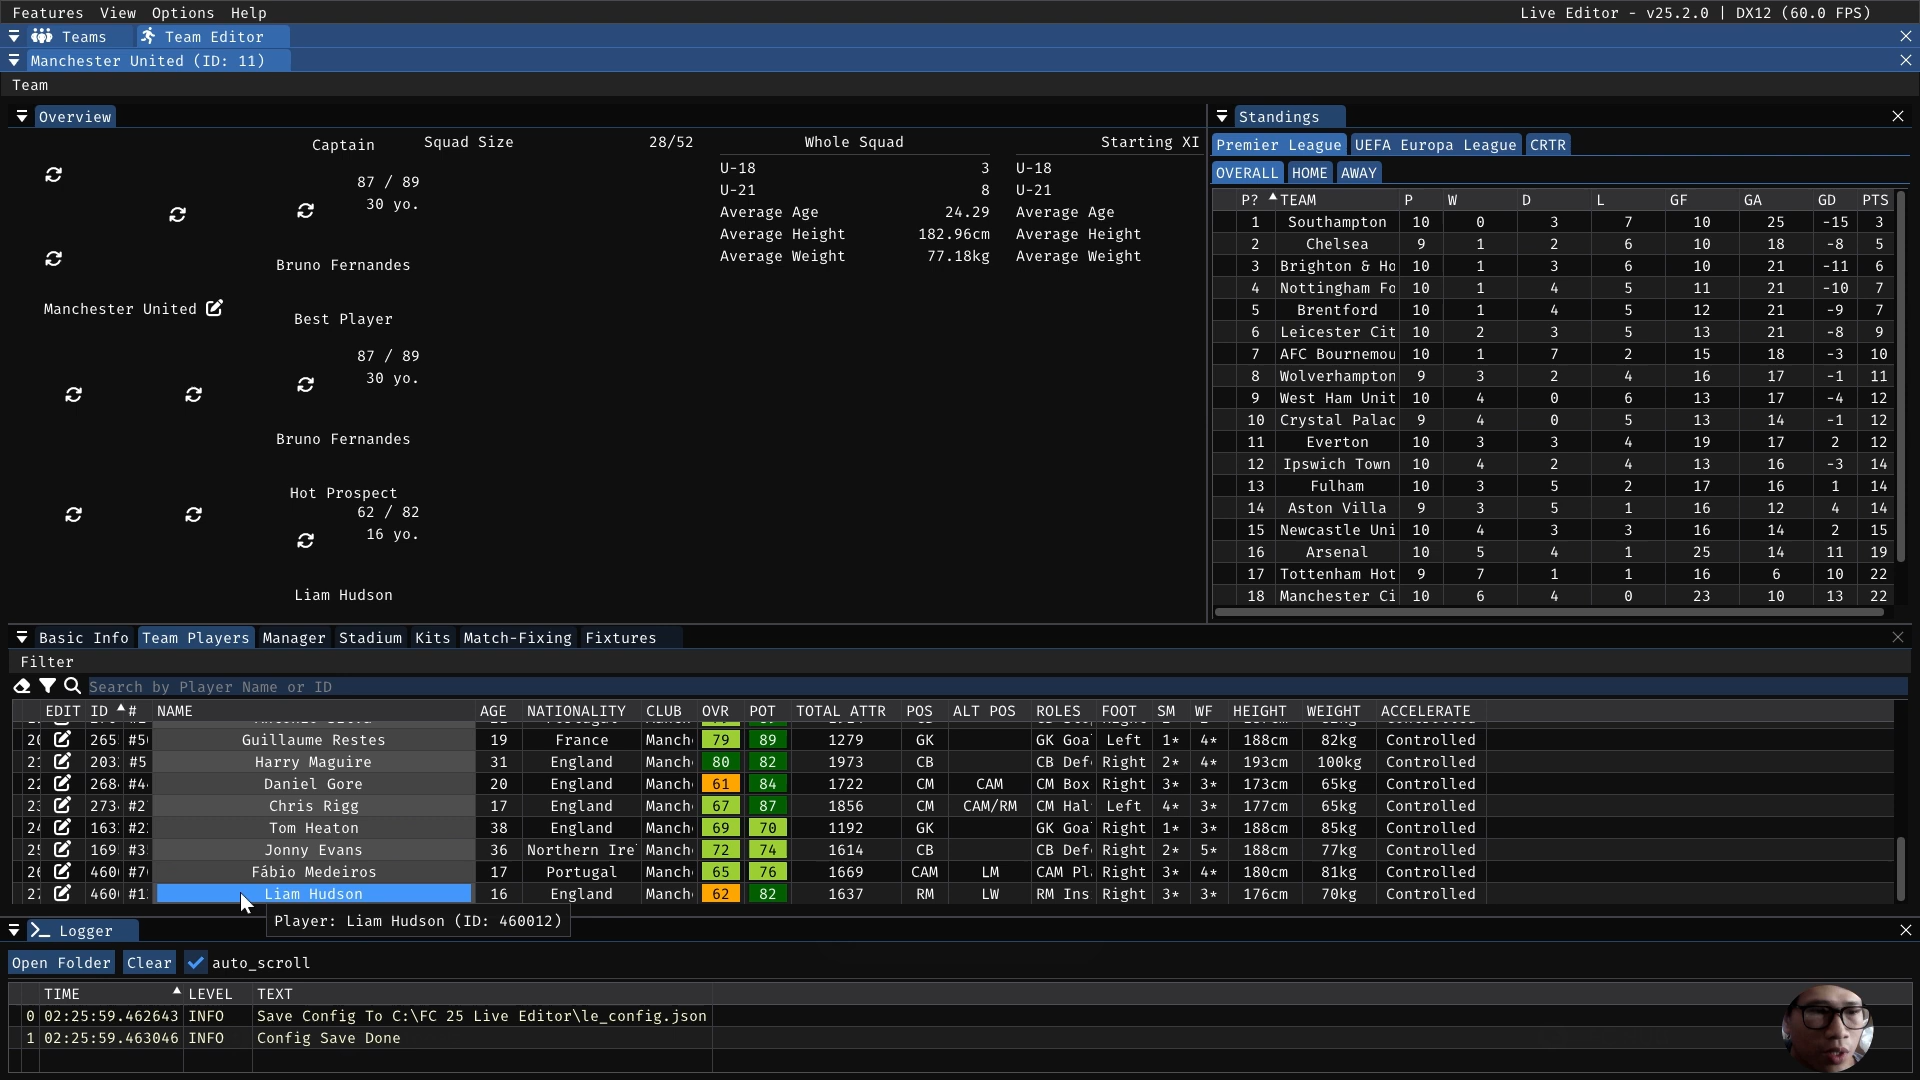 Features View Options Help Live Editor - v25.2.0 | DX12 (60.0 FPS)
Teams Team Editor
Manchester United (ID: 11)
Team
Overview
Captain
87 / 89
30 yo.
Bruno Fernandes
Manchester United
Best Player
87 / 89
30 yo.
Bruno Fernandes
Hot Prospect
62 / 82
16 yo.
Liam Hudson
Squad Size 28/52
Whole Squad
U-18 3
U-21 8
Average Age 24.29
Average Height 182.96cm
Average Weight 77.18kg
Starting XI
U-18
U-21
Average Age
Average Height
Average Weight
Standings
Premier League UEFA Europa League CRTR
OVERALL HOME AWAY
P? TEAM P W D L GF GA GD PTS
1 Southampton 10 0 3 7 10 25 -15 3
2 Chelsea 9 1 2 6 10 18 -8 5
3 Brighton & Ho 10 1 3 6 10 21 -11 6
4 Nottingham Fo 10 1 4 5 11 21 -10 7
5 Brentford 10 1 4 5 12 21 -9 7
6 Leicester Cit 10 2 3 5 13 21 -8 9
7 AFC Bournemou 10 1 7 2 15 18 -3 10
8 Wolverhampton 9 3 2 4 16 17 -1 11
9 West Ham Unit 10 4 0 6 13 17 -4 12
10 Crystal Palac 9 4 0 5 13 14 -1 12
11 Everton 10 3 3 4 19 17 2 12
12 Ipswich Town 10 4 2 4 13 16 -3 14
13 Fulham 10 3 5 2 17 16 1 14
14 Aston Villa 9 3 5 1 16 12 4 14
15 Newcastle Uni 10 4 3 3 16 14 2 15
16 Arsenal 10 5 4 1 25 14 11 19
17 Tottenham Hot 9 7 1 1 16 6 10 22
18 Manchester Ci 10 6 4 0 23 10 13 22
Basic Info Team Players Manager Stadium Kits Match-Fixing Fixtures
Filter
Search by Player Name or ID
EDIT ID # NAME AGE NATIONALITY CLUB OVR POT TOTAL ATTR POS ALT POS ROLES FOOT SM WF HEIGHT WEIGHT ACCELERATE
20 265 #5 Guillaume Restes 19 France Manch 79 89 1279 GK GK Goa Left 1* 4* 188cm 82kg Controlled
21 203 #5 Harry Maguire 31 England Manch 80 82 1973 CB CB Def Right 2* 4* 193cm 100kg Controlled
22 268 #4 Daniel Gore 20 England Manch 61 84 1722 CM CAM CM Box Right 3* 3* 173cm 65kg Controlled
23 273 #2 Chris Rigg 17 England Manch 67 87 1856 CM CAM/RM CM Hal Left 4* 3* 177cm 65kg Controlled
24 163 #2 Tom Heaton 38 England Manch 69 70 1192 GK GK Goa Right 1* 3* 188cm 85kg Controlled
25 169 #3 Jonny Evans 36 Northern Ire Manch 72 74 1614 CB CB Def Right 2* 5* 188cm 77kg Controlled
26 460 #7 Fábio Medeiros 17 Portugal Manch 65 76 1669 CAM LM CAM Pl Right 3* 4* 180cm 81kg Controlled
27 460 #1 Liam Hudson 16 England Manch 62 82 1637 RM LW RM Ins Right 3* 3* 176cm 70kg Controlled
Player: Liam Hudson (ID: 460012)
Logger
Open Folder Clear auto_scroll
TIME LEVEL TEXT
0 02:25:59.462643 INFO Save Config To C:\FC 25 Live Editor\le_config.json
1 02:25:59.463046 INFO Config Save Done